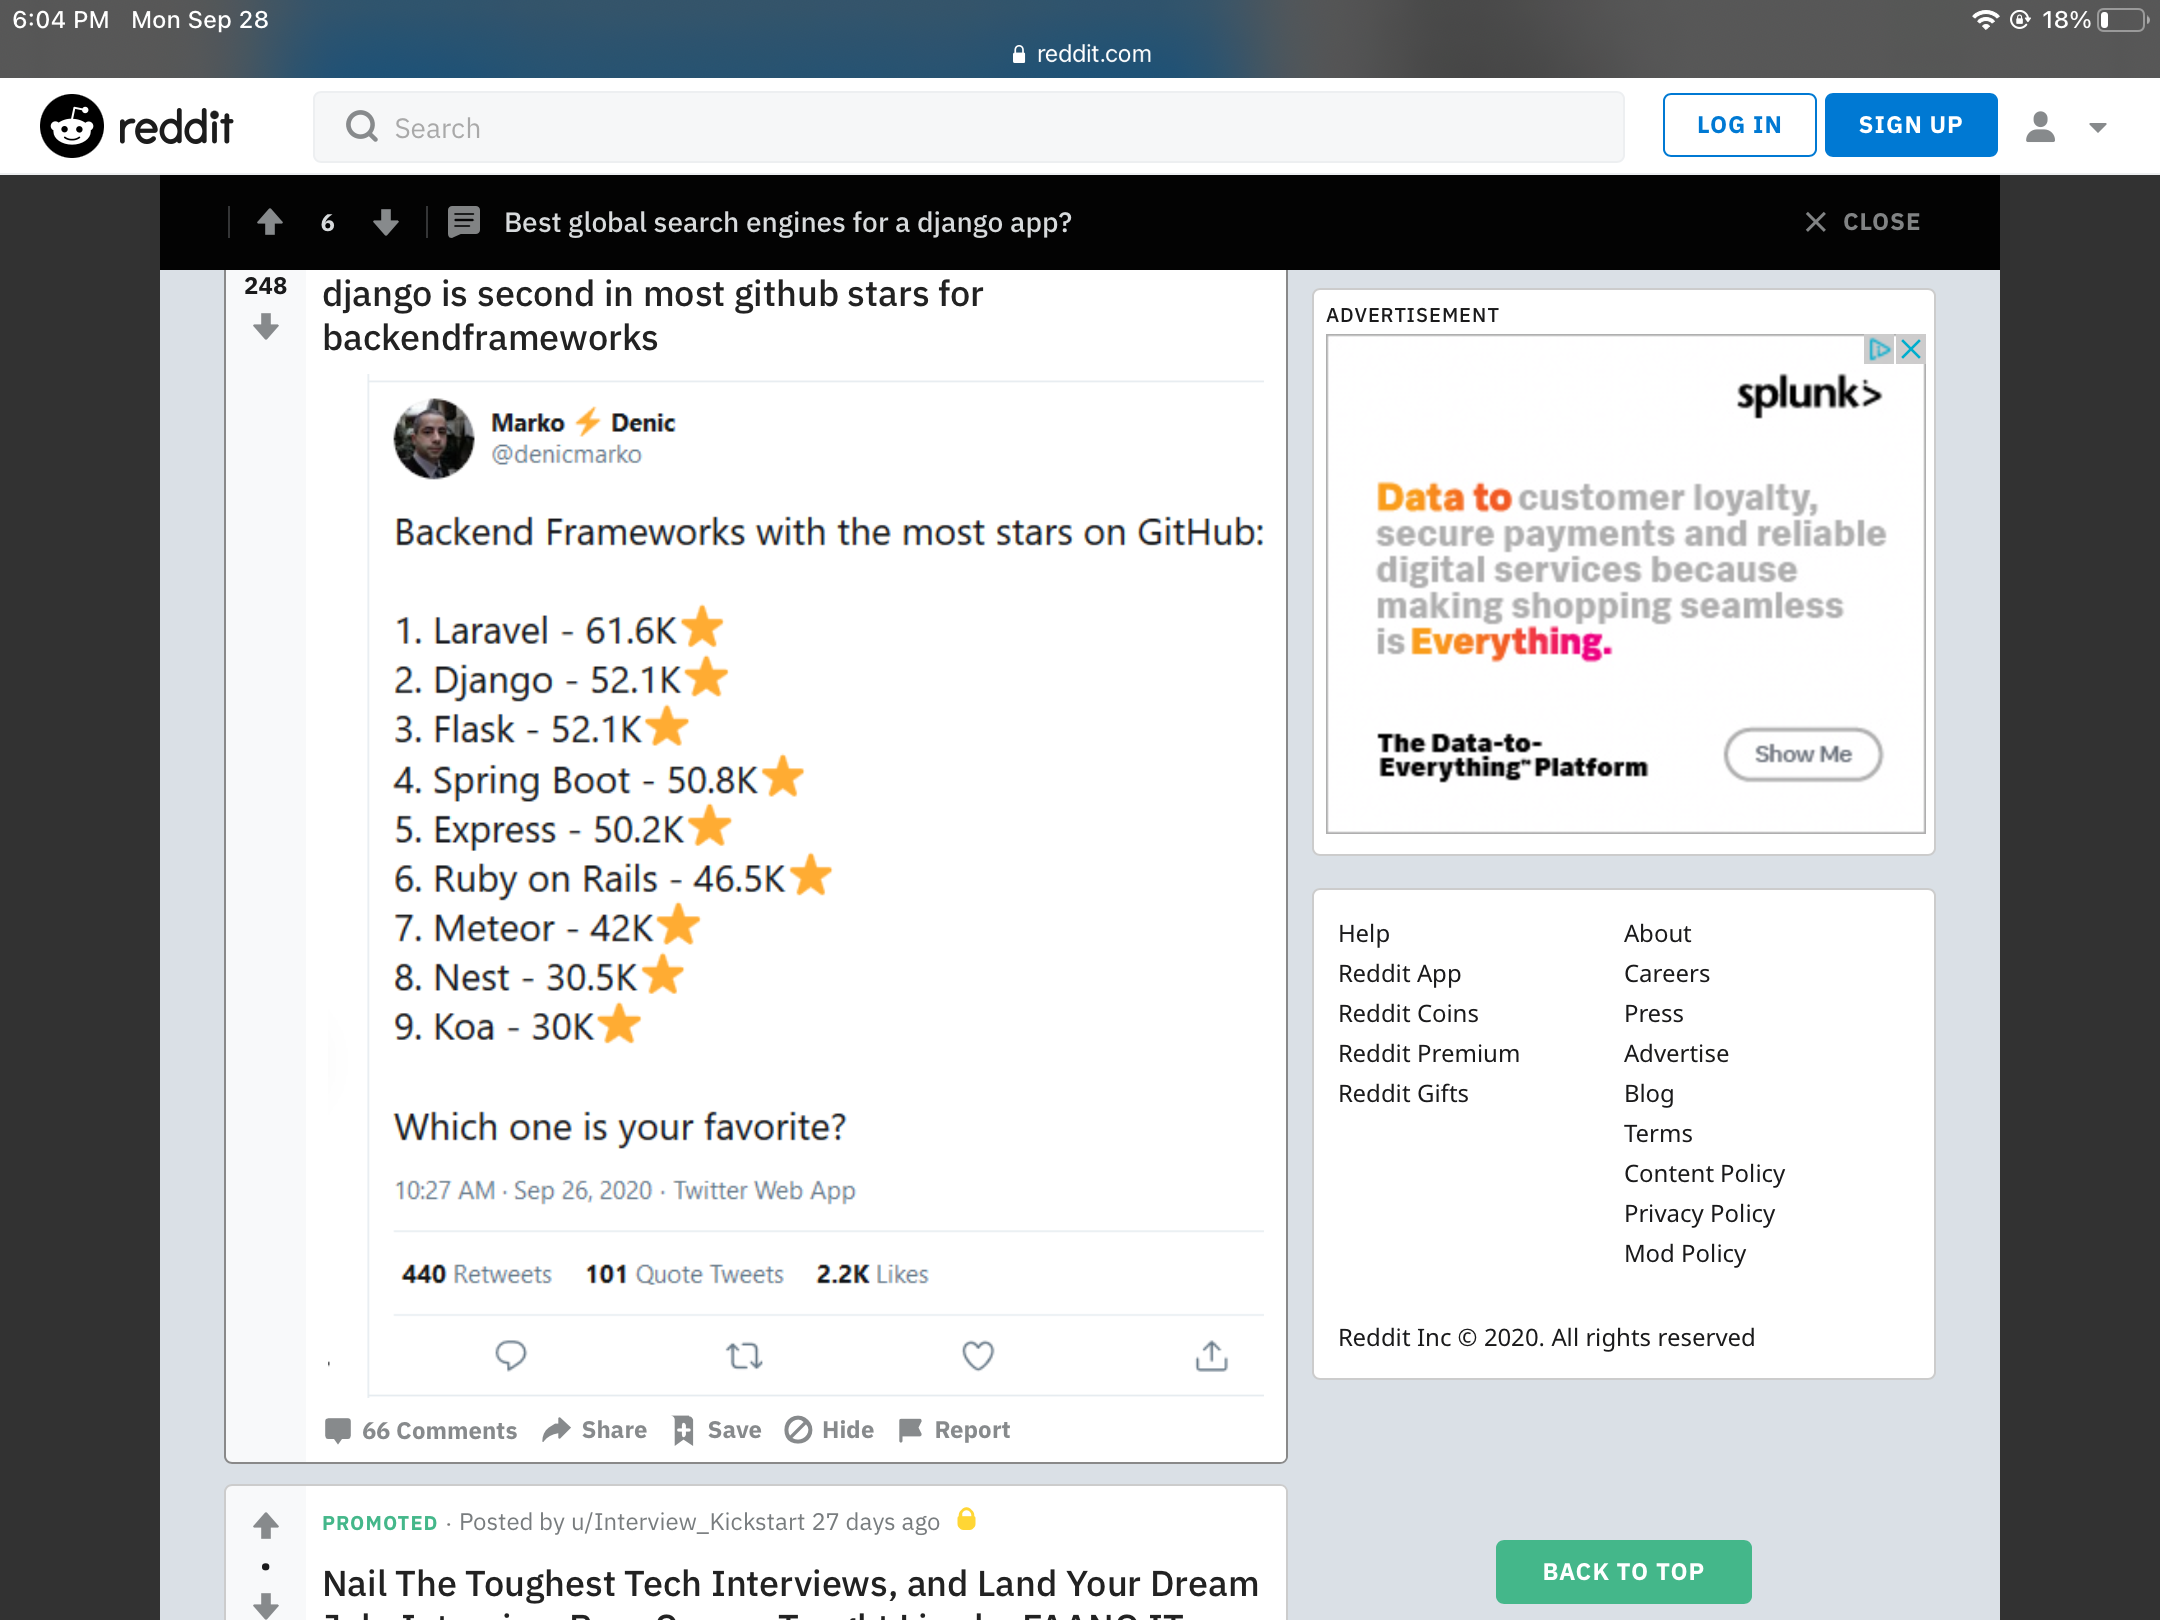 6:04 PM Mon Sep 28
18%
reddit.com
reddit
Search
LOG IN
SIGN UP
6
Best global search engines for a django app?
CLOSE
248
django is second in most github stars for
backendframeworks
Marko ⚡ Denic
@denicmarko
Backend Frameworks with the most stars on GitHub:
1. Laravel - 61.6K⭐
2. Django - 52.1K⭐
3. Flask - 52.1K⭐
4. Spring Boot - 50.8K⭐
5. Express - 50.2K⭐
6. Ruby on Rails - 46.5K⭐
7. Meteor - 42K⭐
8. Nest - 30.5K⭐
9. Koa - 30K⭐
Which one is your favorite?
10:27 AM · Sep 26, 2020 · Twitter Web App
440 Retweets 101 Quote Tweets 2.2K Likes
66 Comments Share Save Hide Report
PROMOTED · Posted by u/Interview_Kickstart 27 days ago
Nail The Toughest Tech Interviews, and Land Your Dream
ADVERTISEMENT
splunk>
Data to customer loyalty,
secure payments and reliable
digital services because
making shopping seamless
is Everything.
The Data-to-
Everything™ Platform
Show Me
Help
Reddit App
Reddit Coins
Reddit Premium
Reddit Gifts
About
Careers
Press
Advertise
Blog
Terms
Content Policy
Privacy Policy
Mod Policy
Reddit Inc © 2020. All rights reserved
BACK TO TOP